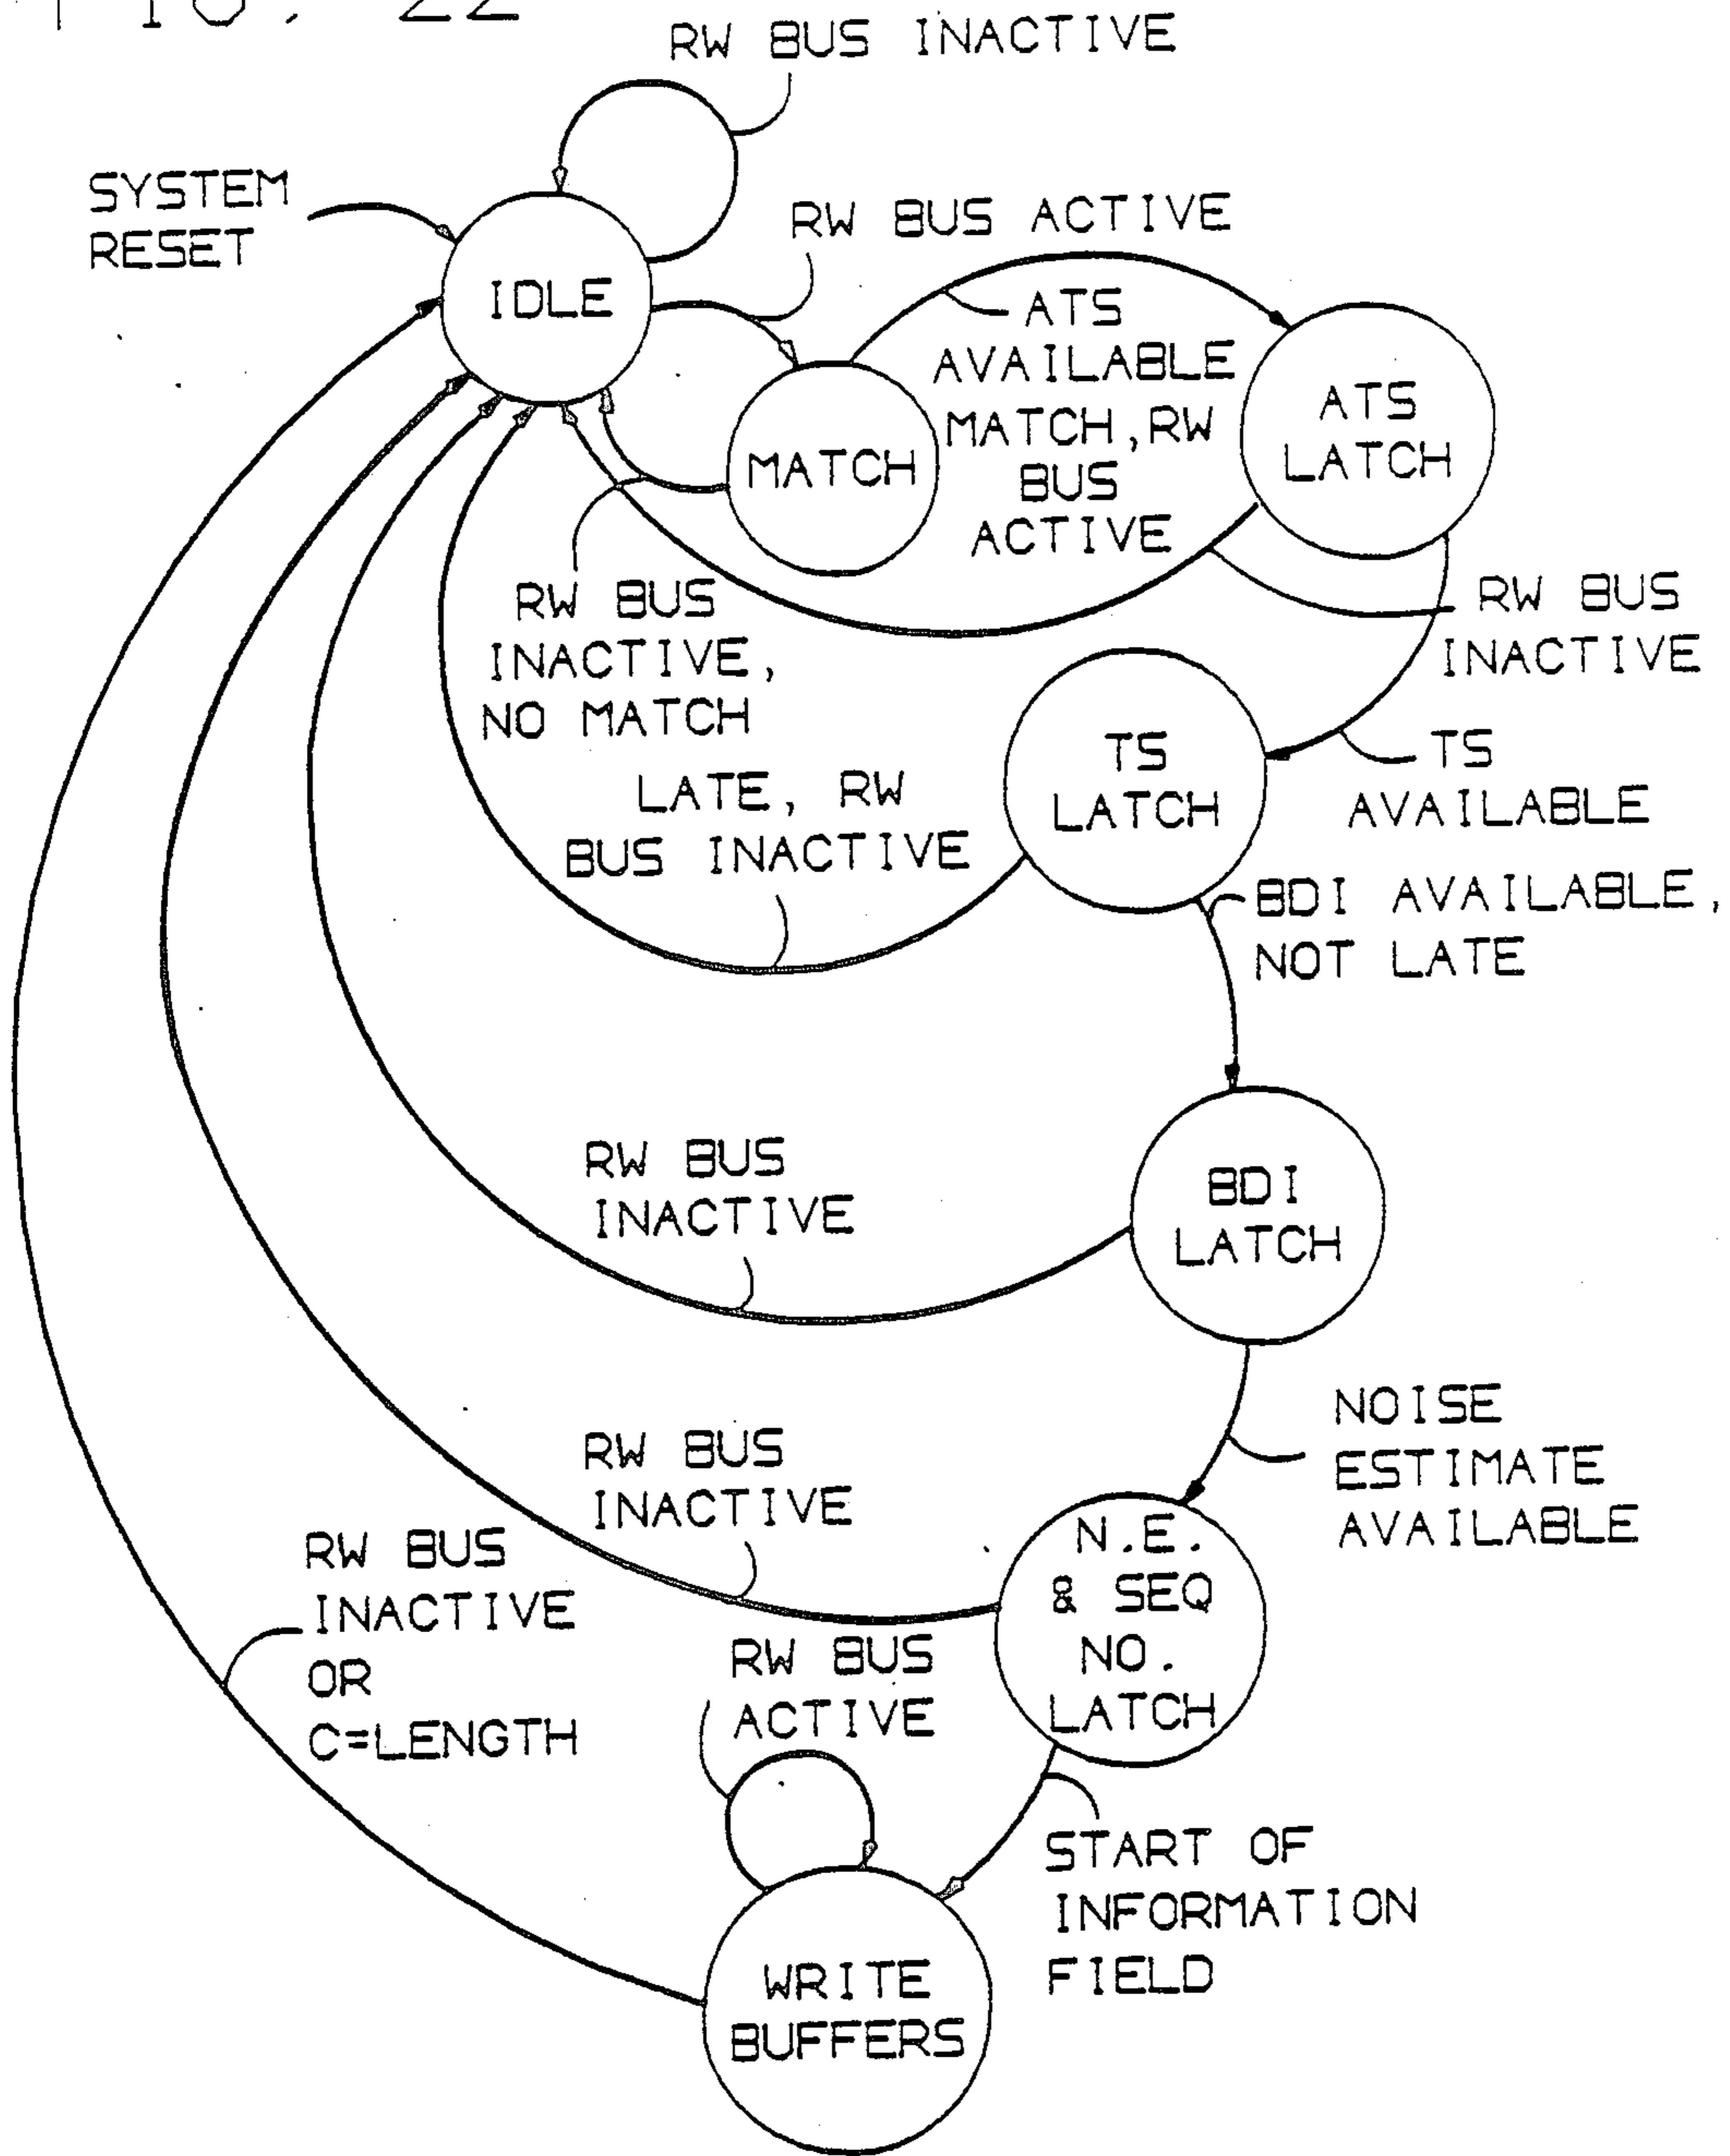 FIG. 22
RW BUS INACTIVE
SYSTEM
RESET
RW BUS ACTIVE
IDLE
ATS
AVAILABLE
MATCH, RW
BUS
ACTIVE
ATS
LATCH
MATCH
RW BUS
INACTIVE,
NO MATCH
RW BUS
INACTIVE
TS
LATCH
TS
AVAILABLE
LATE, RW
BUS INACTIVE
BDI AVAILABLE,
NOT LATE
RW BUS
INACTIVE
BDI
LATCH
NOISE
ESTIMATE
AVAILABLE
RW BUS
INACTIVE
N.E.
& SEQ
NO.
LATCH
RW BUS
INACTIVE
OR
C=LENGTH
RW BUS
ACTIVE
START OF
INFORMATION
FIELD
WRITE
BUFFERS